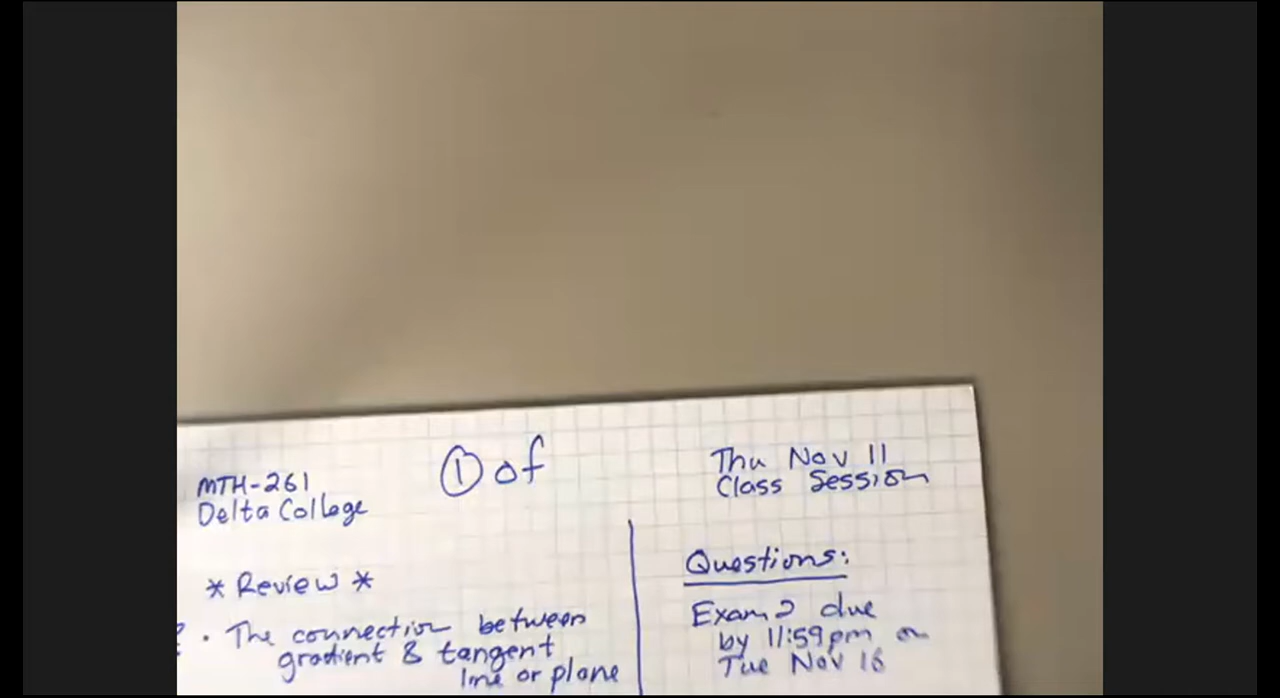 ① of
MTH-261
Delta College
Thu Nov 11
Class Session
* Review *
· The connection between
gradient & tangent
line or plane
Questions:
Exam 2 due
by 11:59pm on
Tue Nov 16